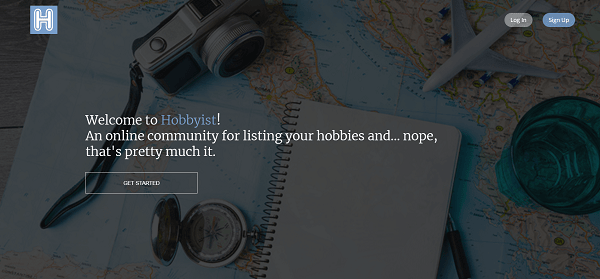 H
Log In
Sign Up
Welcome to Hobbyist!
An online community for listing your hobbies and... nope,
that's pretty much it.
GET STARTED